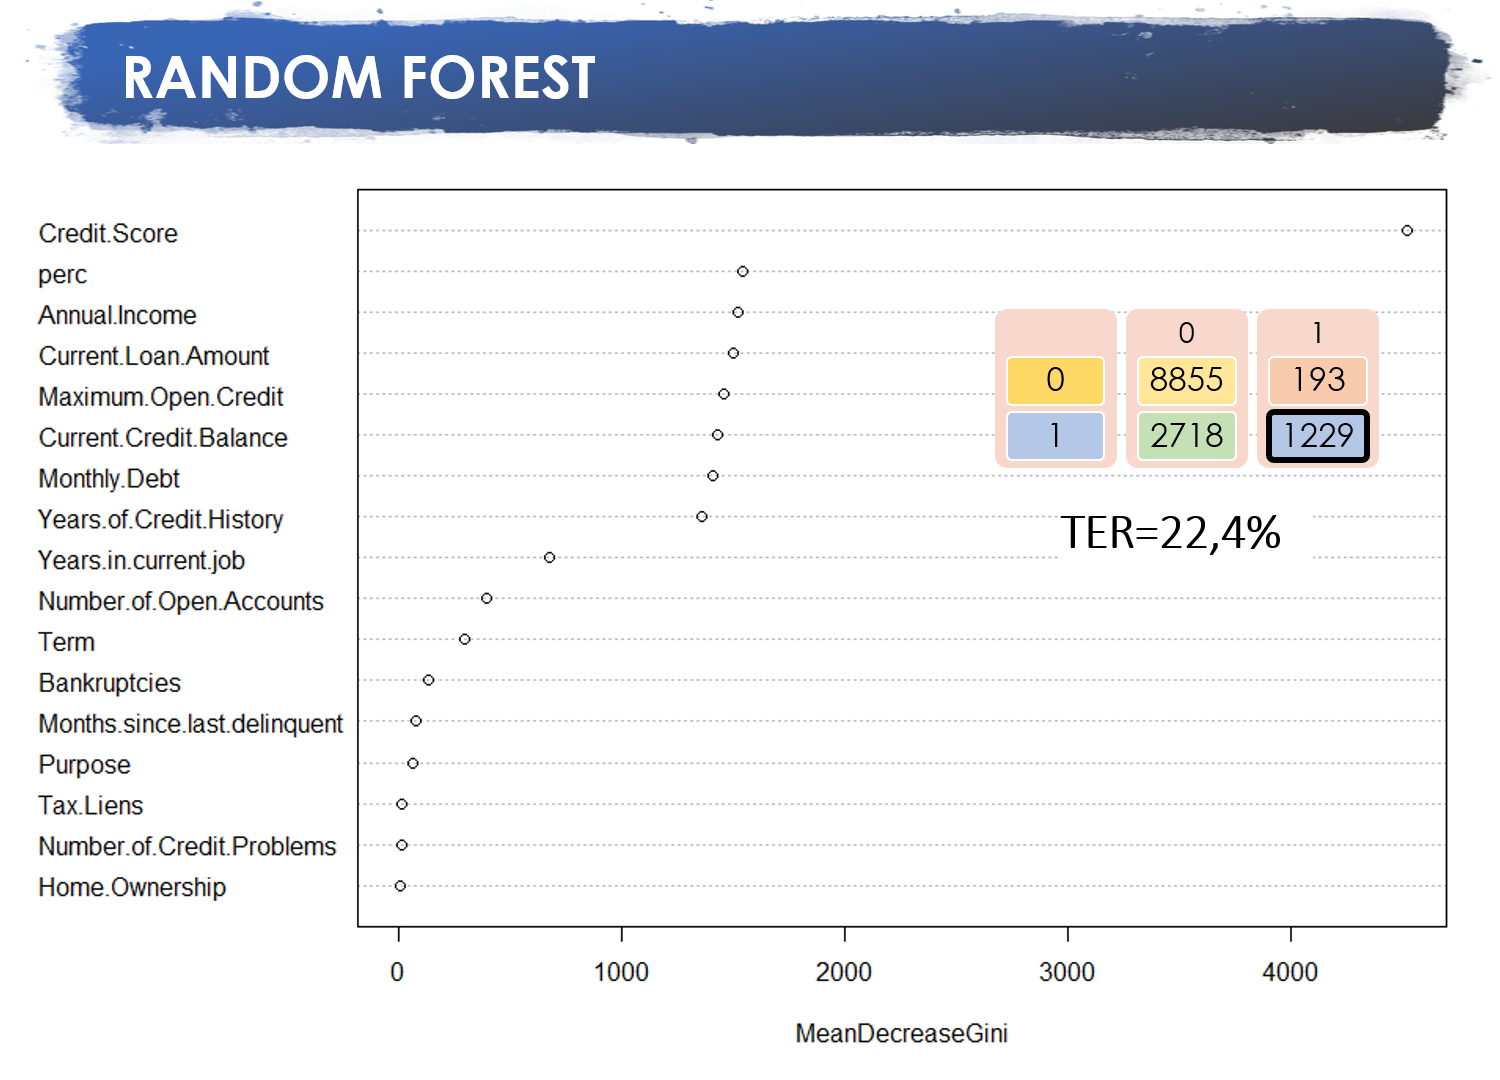 RANDOM FOREST
Credit.Score
perc
Annual.Income
Current.Loan.Amount
Maximum.Open.Credit
Current.Credit.Balance
Monthly.Debt
Years.of.Credit.History
Years.in.current.job
Number.of.Open.Accounts
Term
Bankruptcies
Months.since.last.delinquent
Purpose
Tax.Liens
Number.of.Credit.Problems
Home.Ownership
0 1
0 8855 193
1 2718 1229
TER=22,4%
0 1000 2000 3000 4000
MeanDecreaseGini